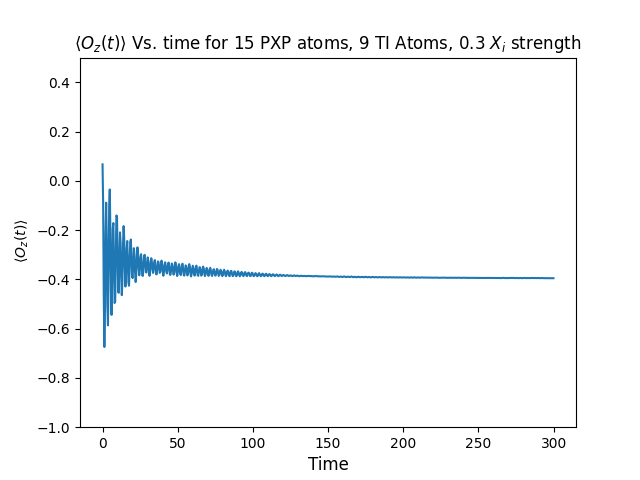 ⟨O_z(t)⟩ Vs. time for 15 PXP atoms, 9 TI Atoms, 0.3 X_i strength
⟨O_z(t)⟩
0.4
0.2
0.0
−0.2
−0.4
−0.6
−0.8
−1.0
0 50 100 150 200 250 300
Time